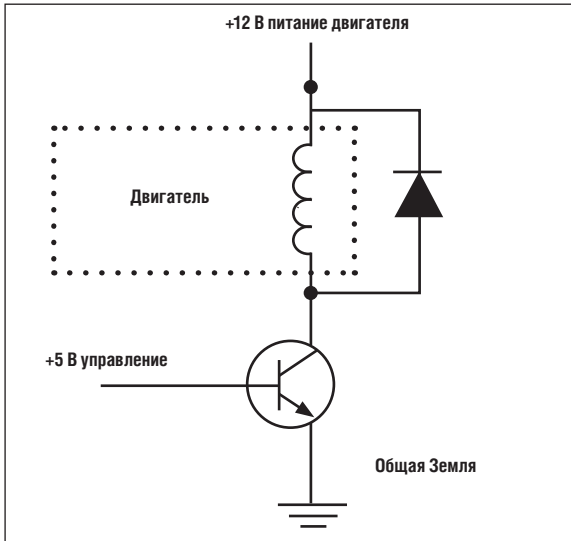 +12 В питание двигателя
Двигатель
+5 В управление
Общая Земля